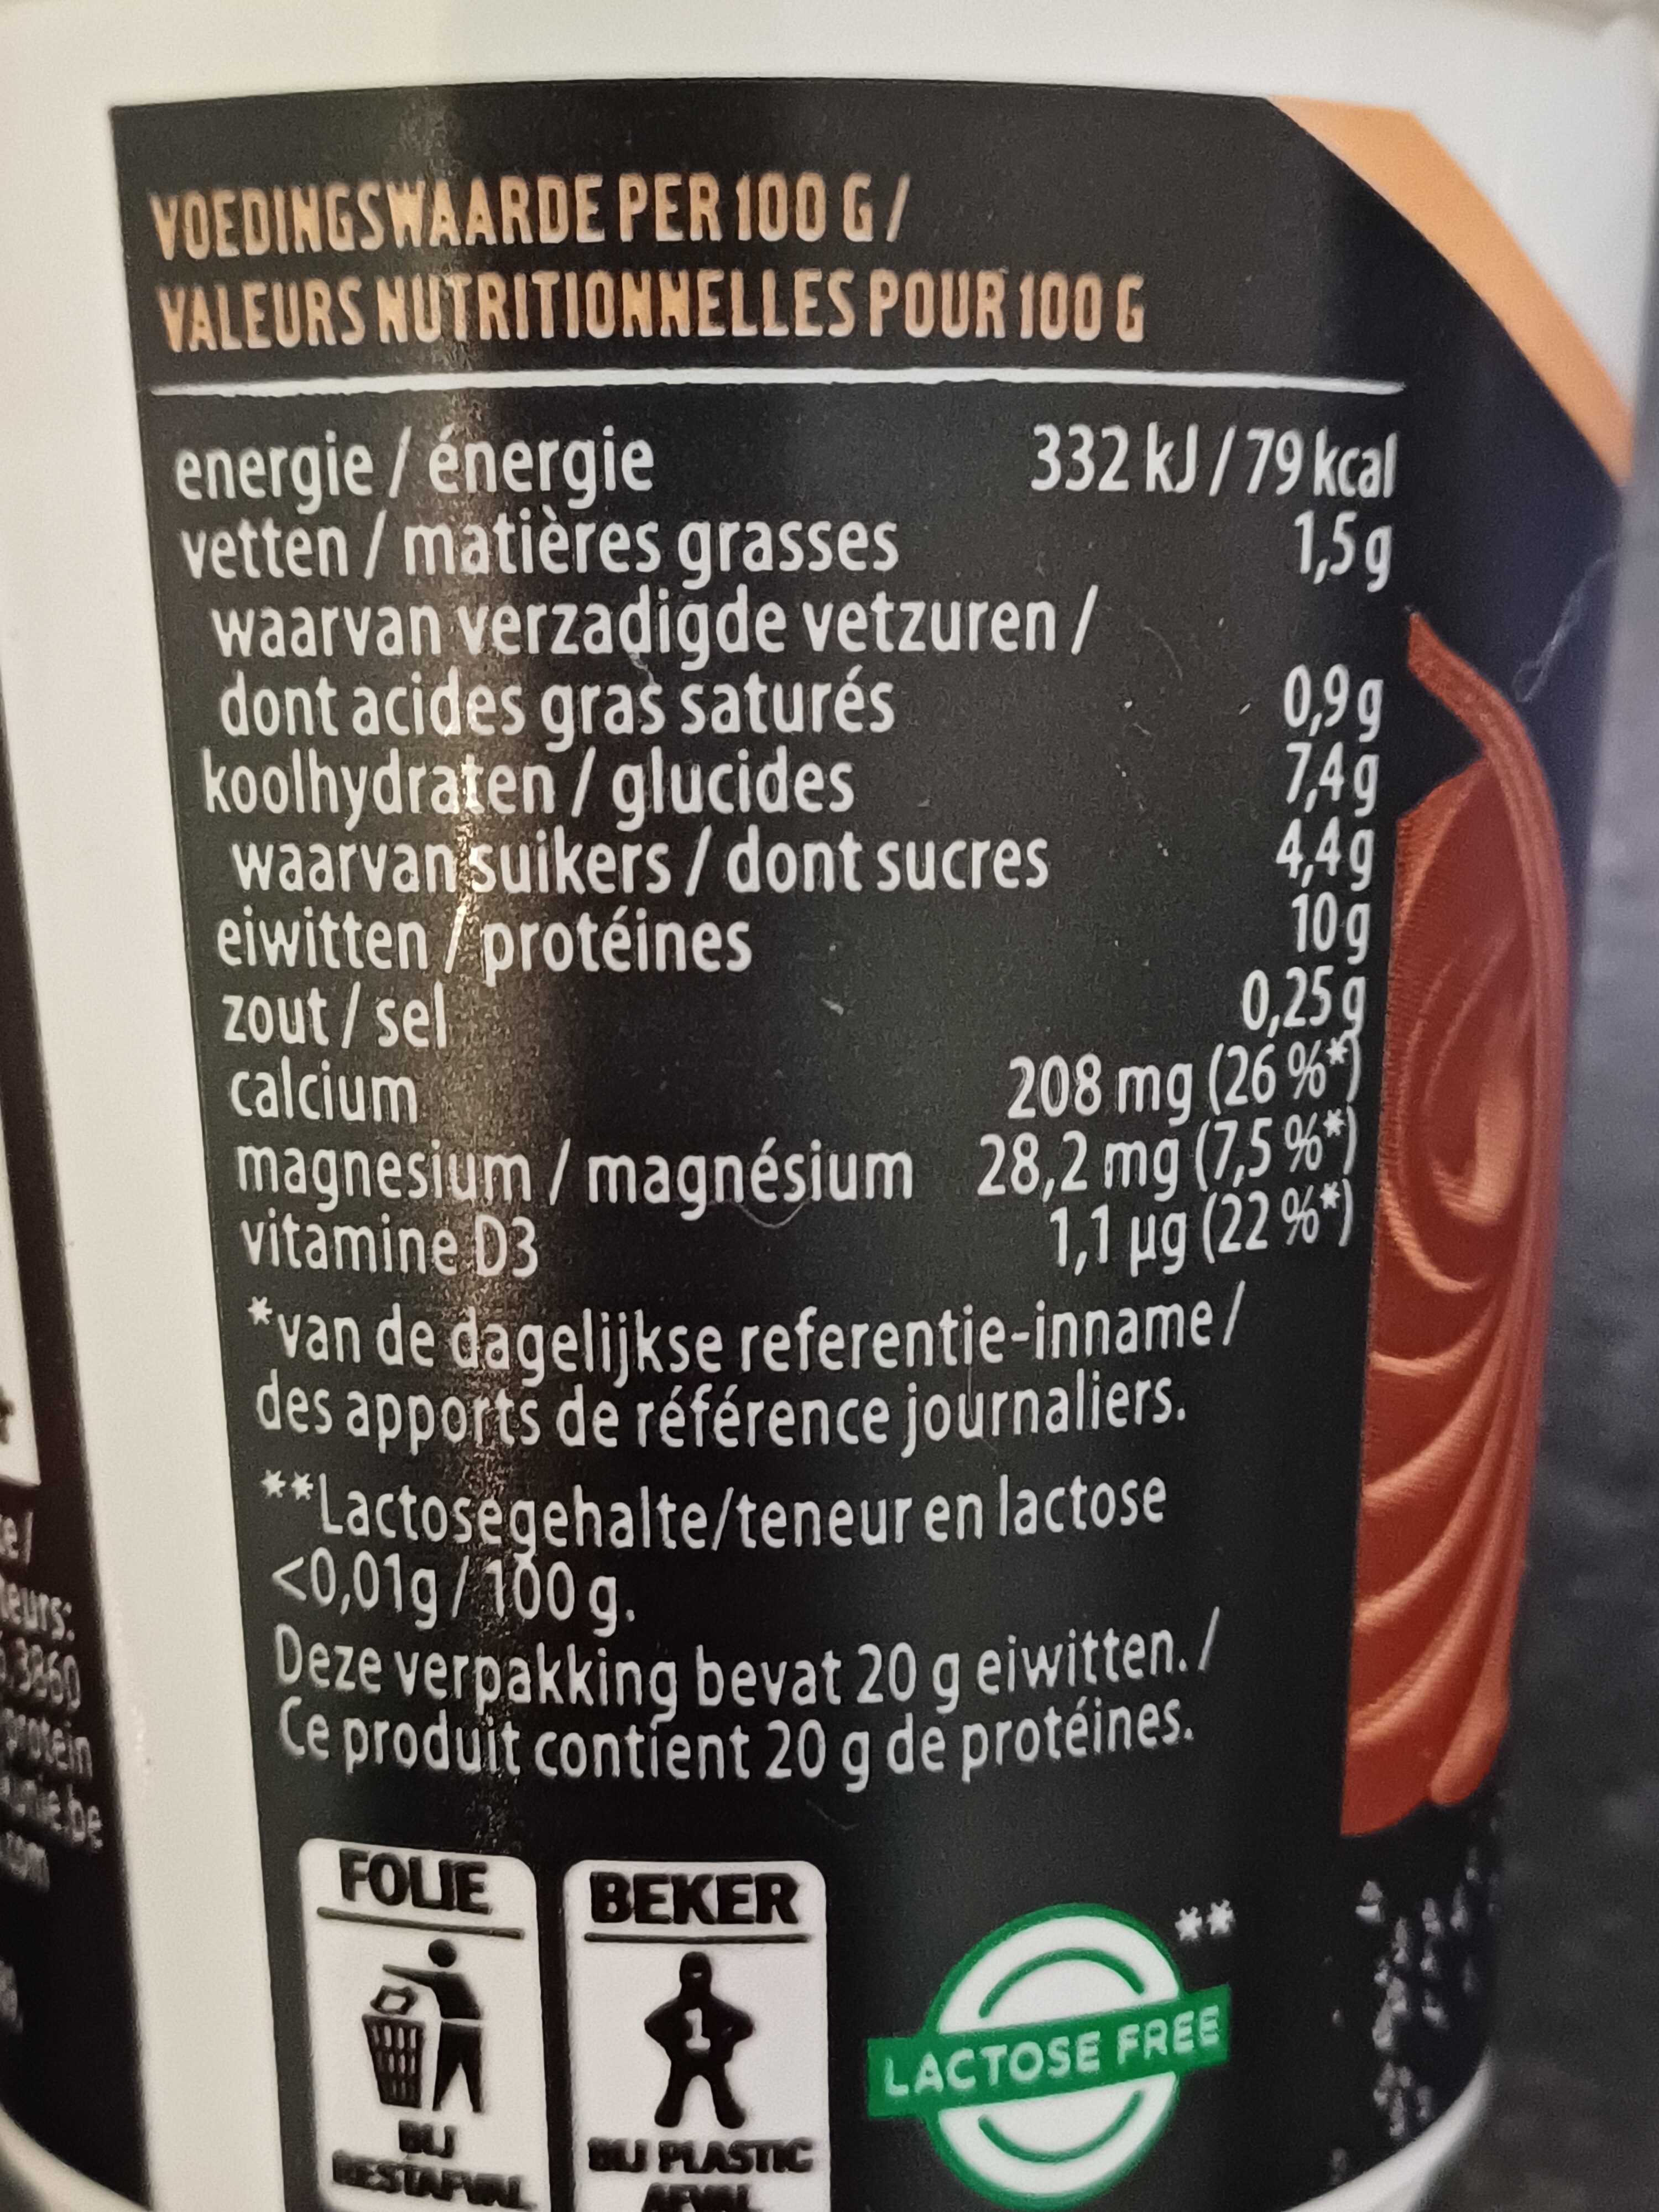 VOEDINGSWAARDE PER 100 G /
VALEURS NUTRITIONNELLES POUR 100 G
energie / énergie 332 kJ / 79 kcal
vetten / matières grasses 1,5 g
waarvan verzadigde vetzuren /
dont acides gras saturés 0,9 g
koolhydraten / glucides 7,4 g
waarvan suikers / dont sucres 4,4 g
eiwitten / protéines 10 g
zout / sel 0,25 g
calcium 208 mg (26 %*)
magnesium / magnésium 28,2 mg (7,5 %*)
vitamine D3 1,1 µg (22 %*)
*van de dagelijkse referentie-inname /
des apports de référence journaliers.
**Lactosegehalte/teneur en lactose
<0,01g / 100 g.
Deze verpakking bevat 20 g eiwitten. /
Ce produit contient 20 g de protéines.
FOLIE
BIJ
RESTAFVAL
BEKER
1
BIJ PLASTIC
AFVAL
**
LACTOSE FREE
3860
protein